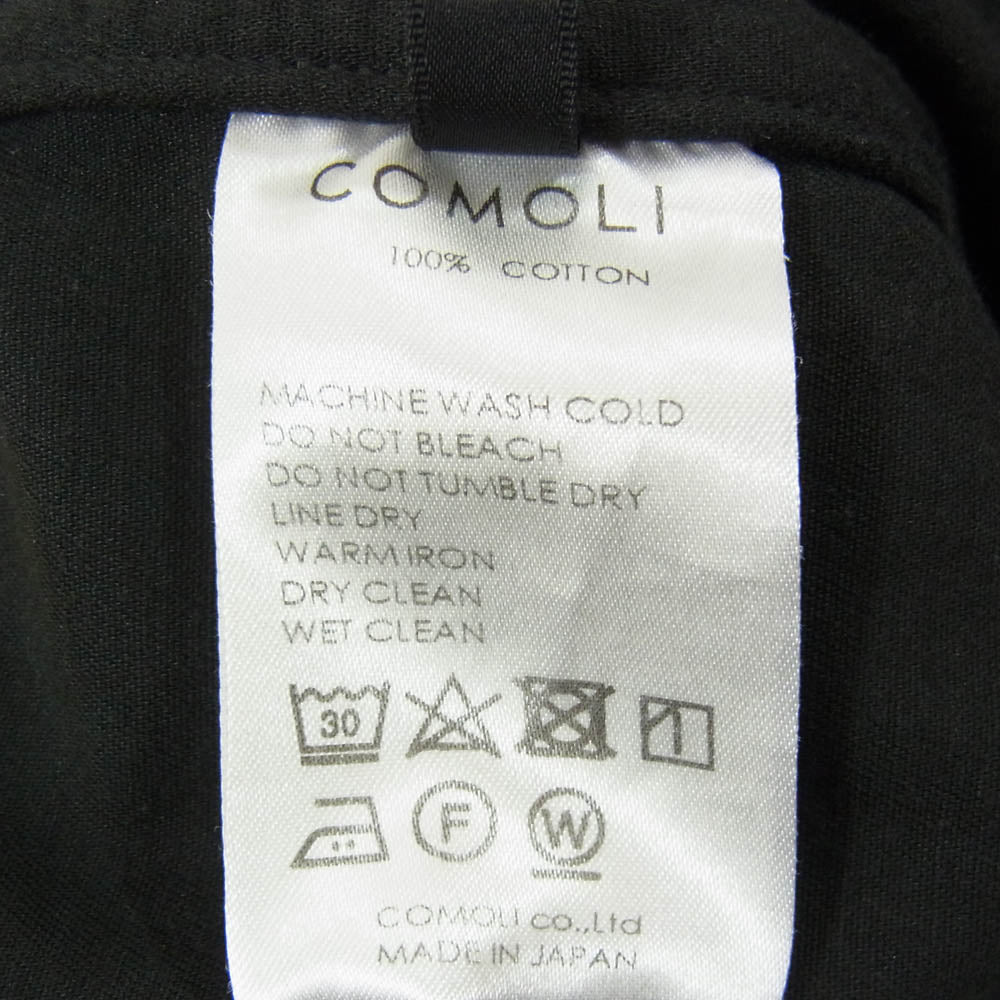 COMOLI
100% COTTON
MACHINE WASH COLD
DO NOT BLEACH
DO NOT TUMBLE DRY
LINE DRY
WARM IRON
DRY CLEAN
WET CLEAN
30
F W
COMOLI co.,Ltd
MADE IN JAPAN